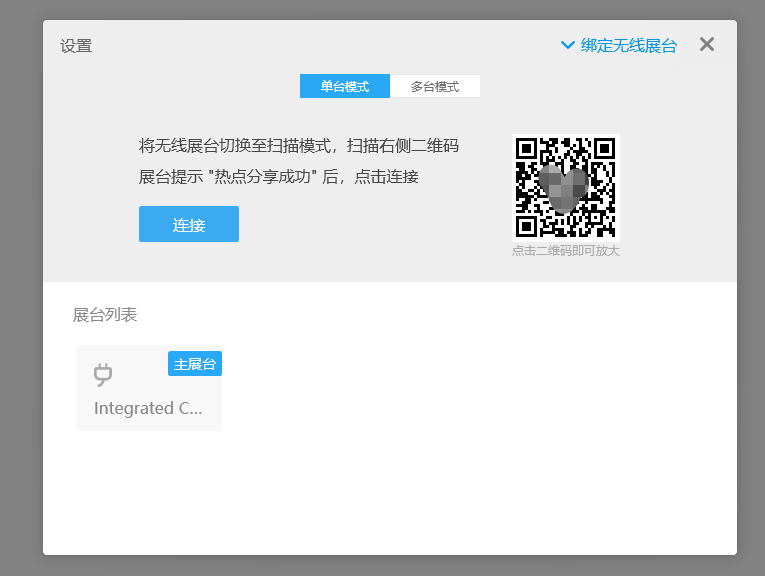 设置
绑定无线展台
单台模式
多台模式
将无线展台切换至扫描模式，扫描右侧二维码
展台提示 "热点分享成功" 后，点击连接
连接
点击二维码即可放大
展台列表
主展台
Integrated C...